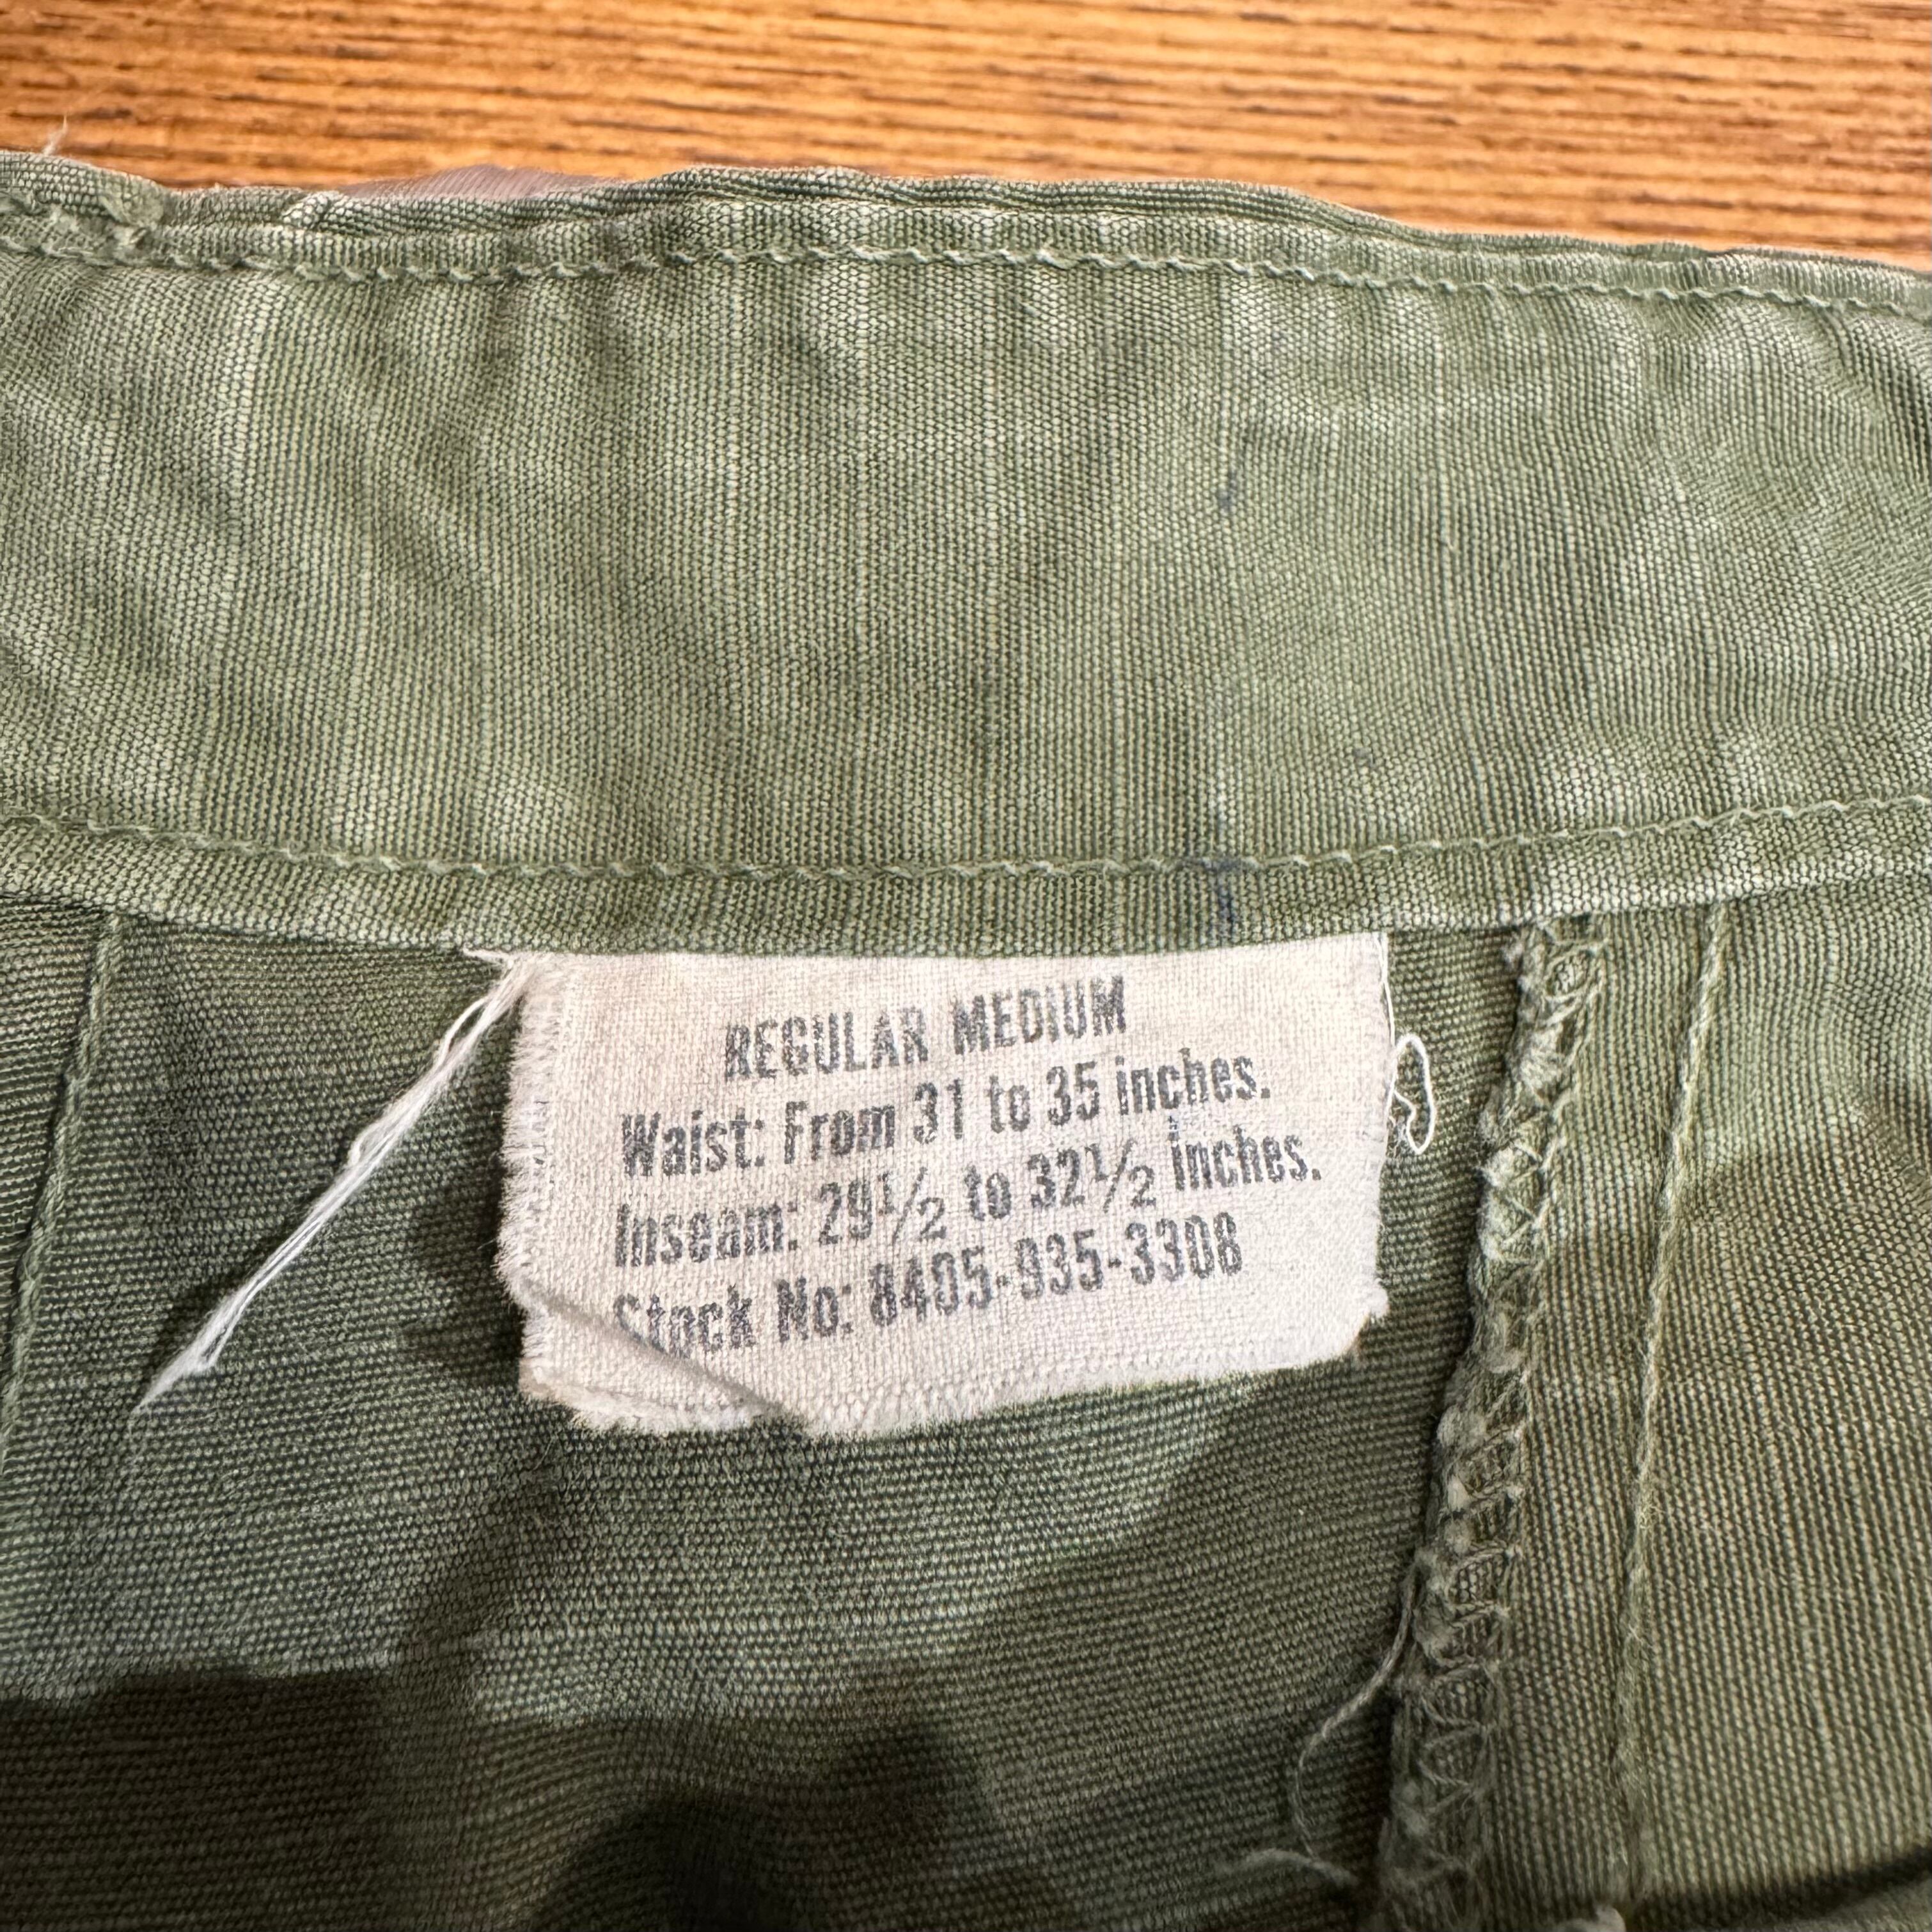 REGULAR MEDIUM
Waist: From 31 to 35 inches.
Inseam: 29½ to 32½ inches.
Stock No: 8405-935-3308